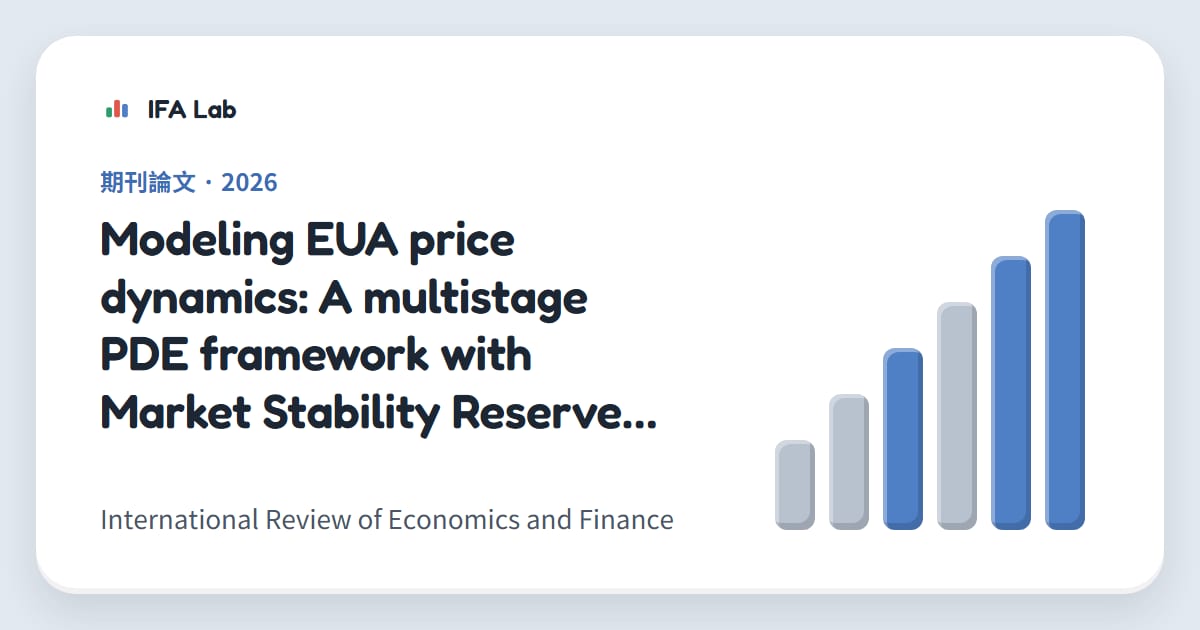 IFA Lab
期刊論文 · 2026
Modeling EUA price
dynamics: A multistage
PDE framework with
Market Stability Reserve...
International Review of Economics and Finance